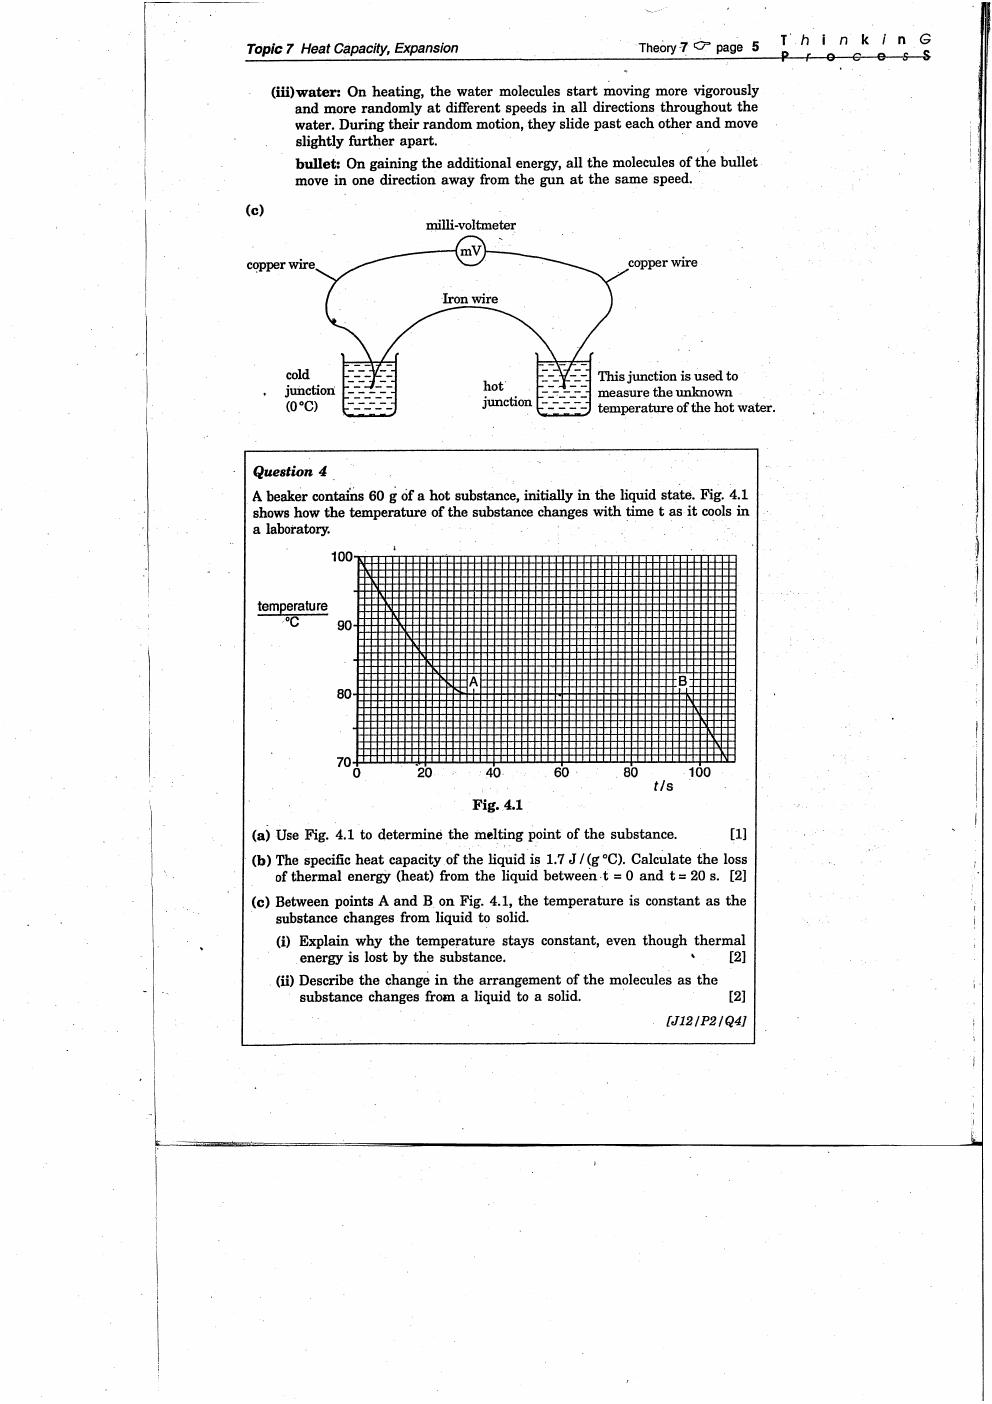 Topic 7 Heat Capacity, Expansion
Theory 7 ☞ page 5
T h i n k i n G
P r o c e s S
(iii) water: On heating, the water molecules start moving more vigorously
and more randomly at different speeds in all directions throughout the
water. During their random motion, they slide past each other and move
slightly further apart.
bullet: On gaining the additional energy, all the molecules of the bullet
move in one direction away from the gun at the same speed.
(c)
milli-voltmeter
mV
copper wire
copper wire
Iron wire
cold
junction
(0 °C)
hot
junction
This junction is used to
measure the unknown
temperature of the hot water.
Question 4
A beaker contains 60 g of a hot substance, initially in the liquid state. Fig. 4.1
shows how the temperature of the substance changes with time t as it cools in
a laboratory.
100
temperature
°C
90
A
B
80
70
0 20 40 60 80 100
t/s
Fig. 4.1
(a) Use Fig. 4.1 to determine the melting point of the substance. [1]
(b) The specific heat capacity of the liquid is 1.7 J / (g °C). Calculate the loss
of thermal energy (heat) from the liquid between t = 0 and t = 20 s. [2]
(c) Between points A and B on Fig. 4.1, the temperature is constant as the
substance changes from liquid to solid.
(i) Explain why the temperature stays constant, even though thermal
energy is lost by the substance. [2]
(ii) Describe the change in the arrangement of the molecules as the
substance changes from a liquid to a solid. [2]
[J12/P2/Q4]